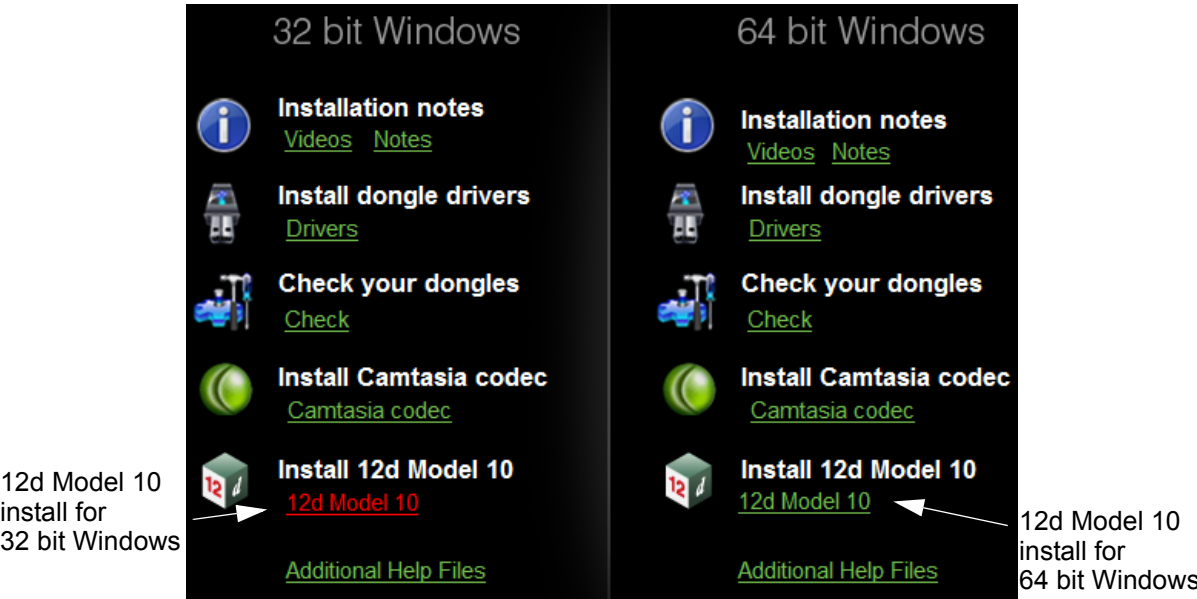 32 bit Windows
Installation notes
Videos Notes
Install dongle drivers
Drivers
Check your dongles
Check
Install Camtasia codec
Camtasia codec
Install 12d Model 10
12 d
12d Model 10
Additional Help Files
12d Model 10
install for
32 bit Windows
64 bit Windows
Installation notes
Videos Notes
Install dongle drivers
Drivers
Check your dongles
Check
Install Camtasia codec
Camtasia codec
Install 12d Model 10
12 d
12d Model 10
Additional Help Files
12d Model 10
install for
64 bit Windows